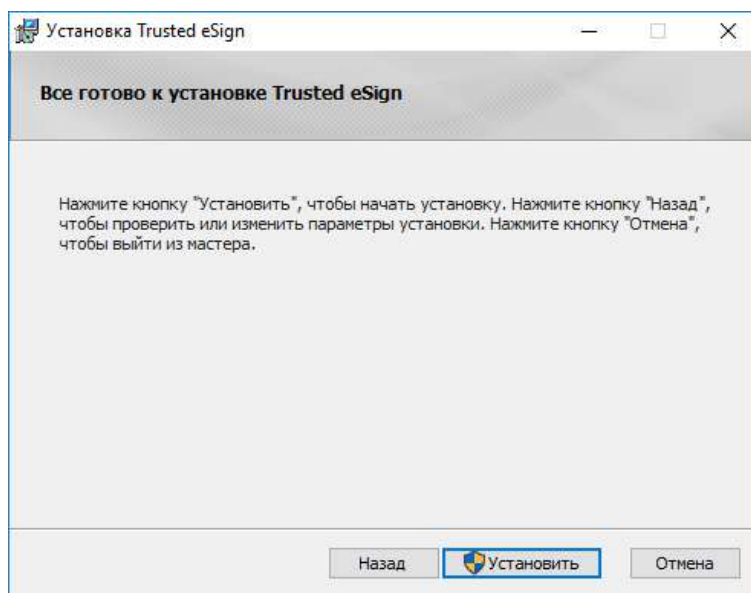 Установка Trusted eSign
Все готово к установке Trusted eSign
Нажмите кнопку "Установить", чтобы начать установку. Нажмите кнопку "Назад",
чтобы проверить или изменить параметры установки. Нажмите кнопку "Отмена",
чтобы выйти из мастера.
Назад
Установить
Отмена